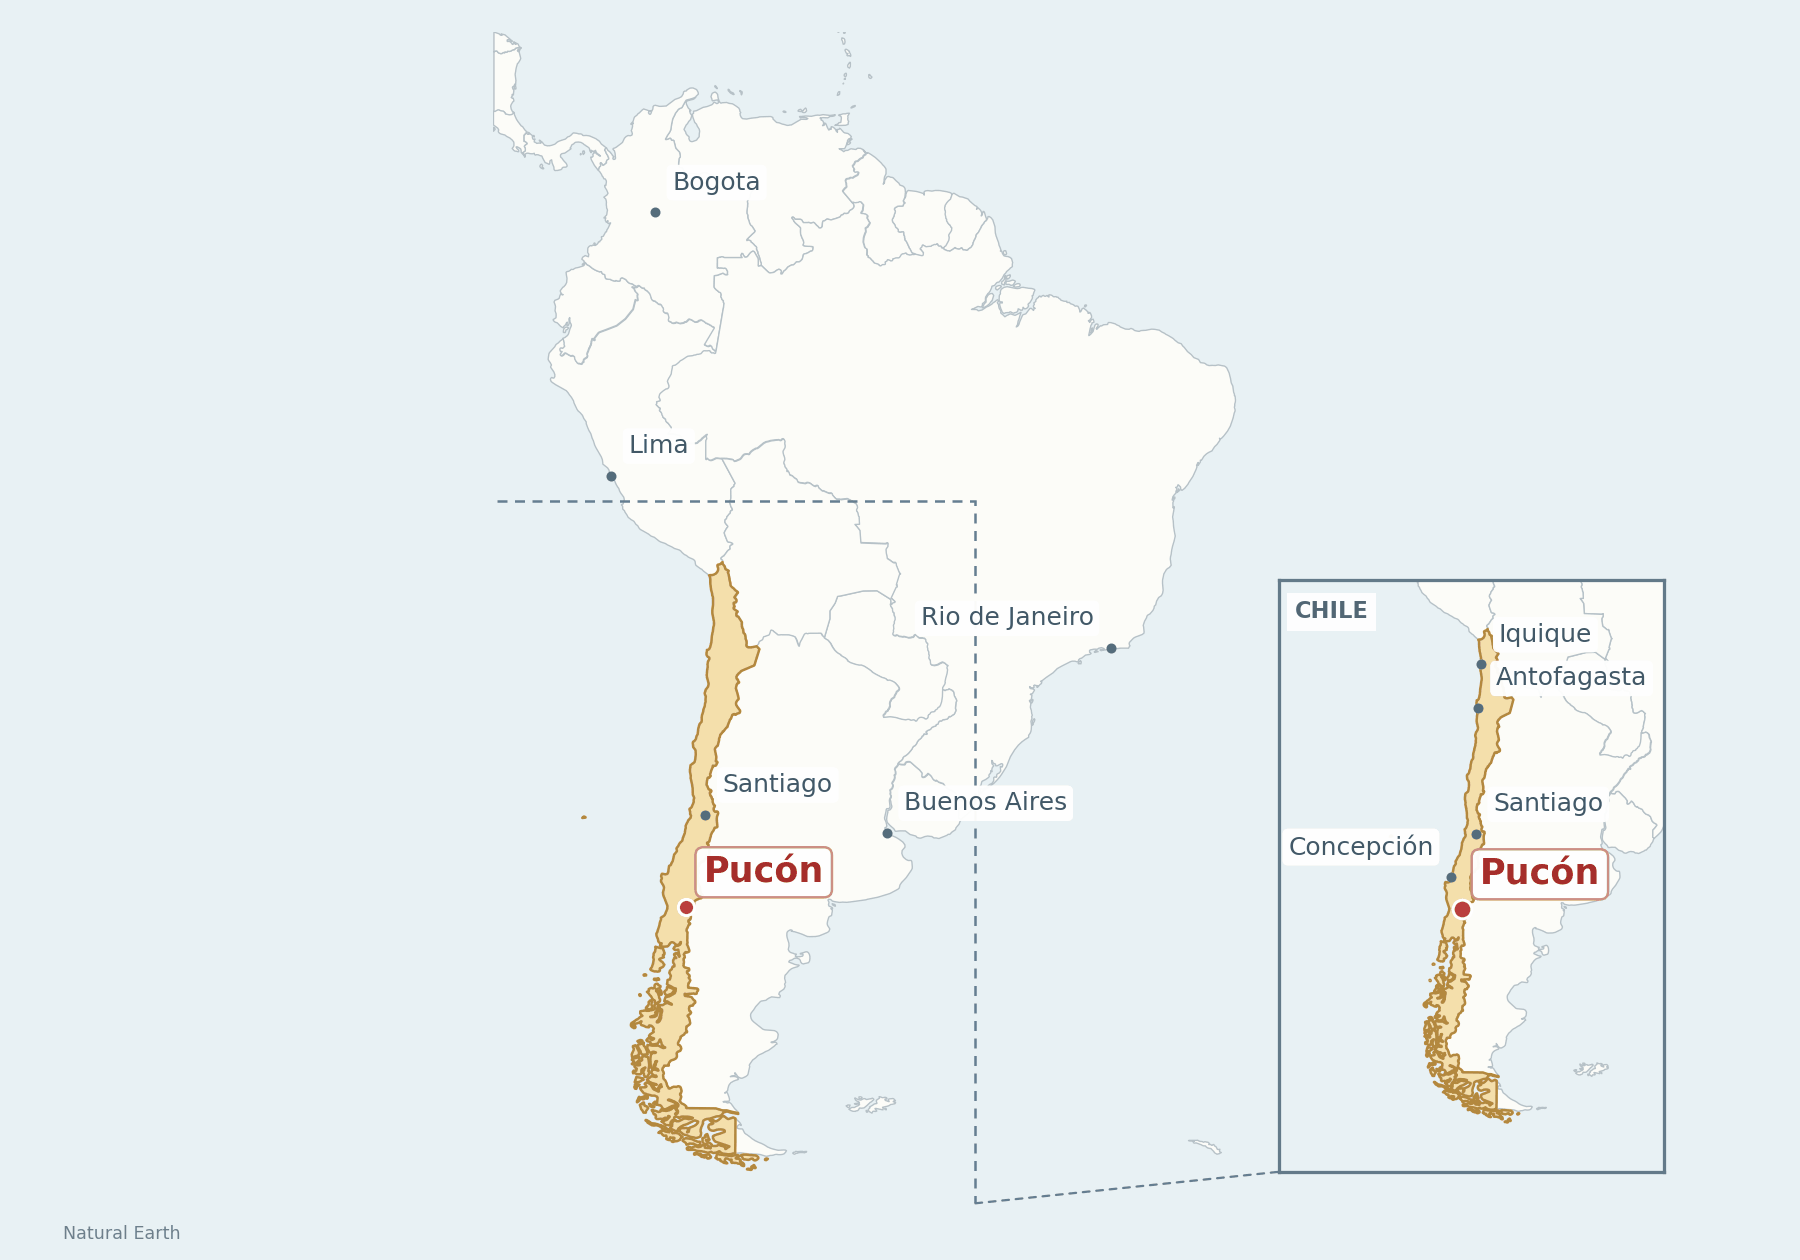 Bogota
Lima
Rio de Janeiro
Santiago
Buenos Aires
Pucón
CHILE
Iquique
Antofagasta
Santiago
Concepción
Pucón
Natural Earth